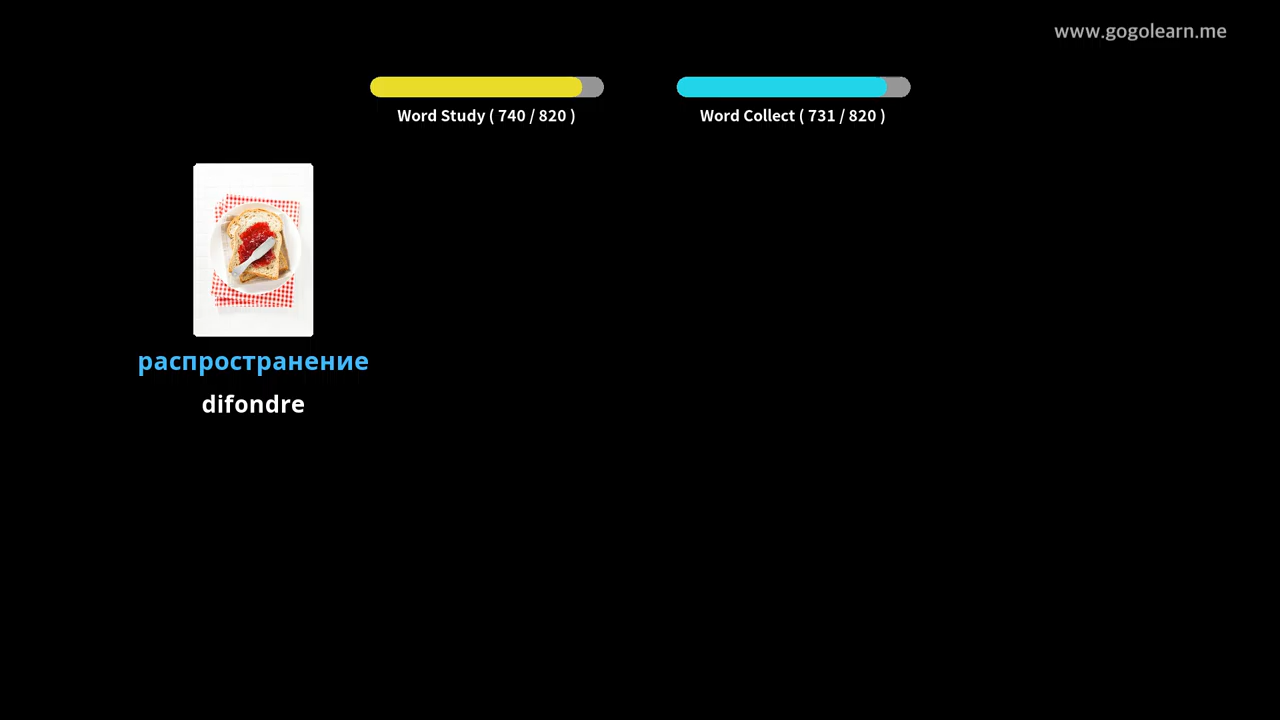 www.gogolearn.me
Word Study ( 740 / 820 )
Word Collect ( 731 / 820 )
распространение
difondre